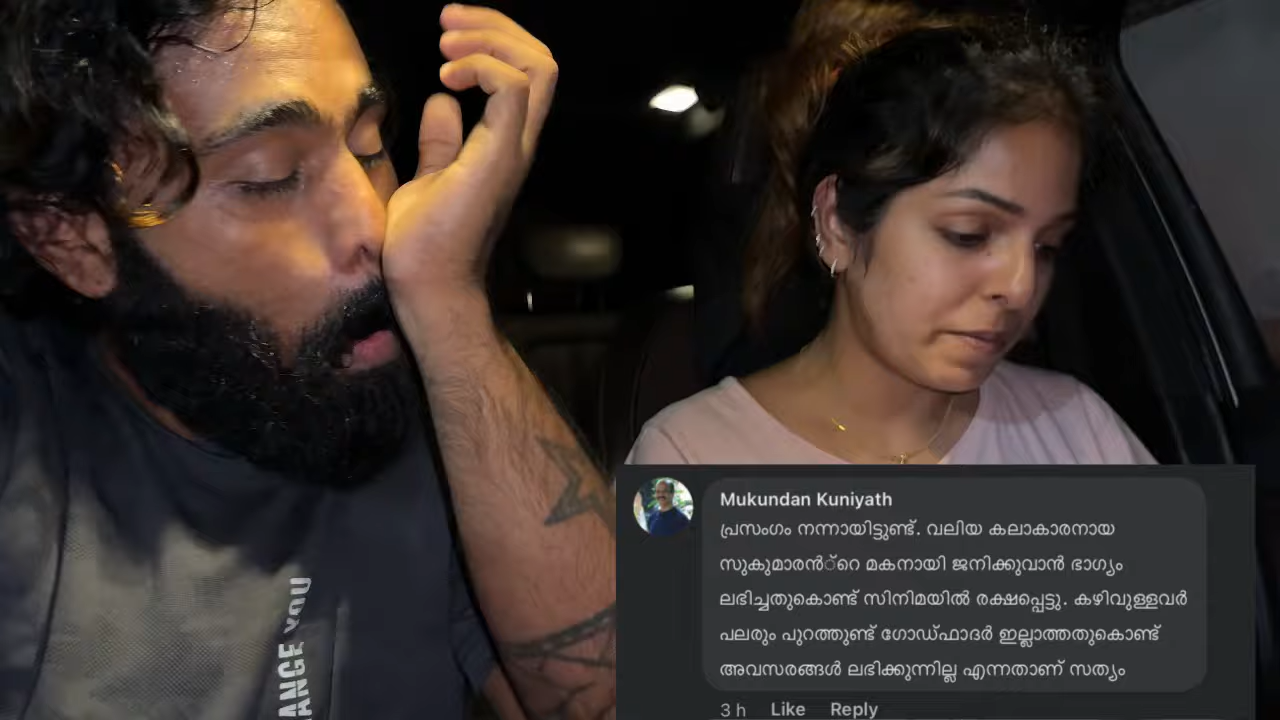 ANGE YOU
Mukundan Kuniyath
പ്രസംഗം നന്നായിട്ടുണ്ട്. വലിയ കലാകാരനായ
സുകുമാരൻ്റെ മകനായി ജനിക്കുവാൻ ഭാഗ്യം
ലഭിച്ചതുകൊണ്ട് സിനിമയിൽ രക്ഷപ്പെട്ടു. കഴിവുള്ളവർ
പലരും പുറത്തുണ്ട് ഗോഡ്ഫാദർ ഇല്ലാത്തതുകൊണ്ട്
അവസരങ്ങൾ ലഭിക്കുന്നില്ല എന്നതാണ് സത്യം
3 h Like Reply